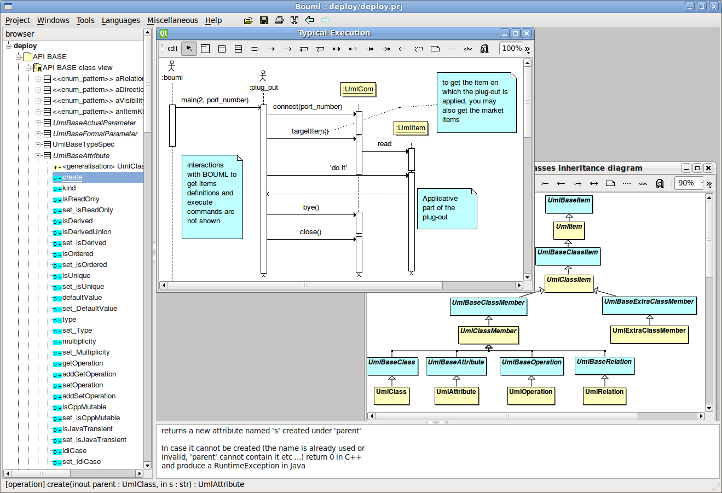 Bouml : deploy/deploy.prj
Project Windows Tools Languages Miscellaneous Help
browser
deploy
API BASE
API BASE class view
<<enum_pattern>> aRelation
<<enum_pattern>> aDirectio
<<enum_pattern>> aVisibilit
<<enum_pattern>> anItemKi
UmlBaseActualParameter
UmlBaseFormalParameter
UmlBaseTypeSpec
UmlBaseAttribute
<generalisation> UmlClass
create
kind
isReadOnly
set_isReadOnly
isDerived
isDerivedUnion
set_isDerived
isOrdered
set_isOrdered
isUnique
set_isUnique
defaultValue
set_DefaultValue
type
set_Type
multiplicity
set_Multiplicity
getOperation
addGetOperation
setOperation
addSetOperation
isCppMutable
set_isCppMutable
isJavaTransient
set_isJavaTransient
idlCase
set_IdlCase
Typical Execution
Edit
100%
:bouml
:plug_out
:UmlCom
:UmlItem
main(2, port_number)
connect(port_number)
targetItem()
read
'do it'
bye()
close()
to get the item on
which the plug-out is
applied, you may
also get the market
items
interactions
with BOUML to
get items
definitions and
execute
commands are
not shown
Applicative
part of the
plug-out
asses inheritance diagram
90%
UmlBaseItem
UmlItem
UmlBaseClassItem
UmlClassItem
UmlBaseClassMember
UmlBaseExtraClassMember
UmlClassMember
UmlExtraClassMember
UmlBaseClass
UmlBaseAttribute
UmlBaseOperation
UmlBaseRelation
UmlClass
UmlAttribute
UmlOperation
UmlRelation
returns a new attribute named 's' created under 'parent'
In case it cannot be created (the name is already used or
invalid, 'parent' cannot contain it etc ...) return 0 in C++
and produce a RuntimeException in Java
[operation] create(inout parent : UmlClass, in s : str) : UmlAttribute